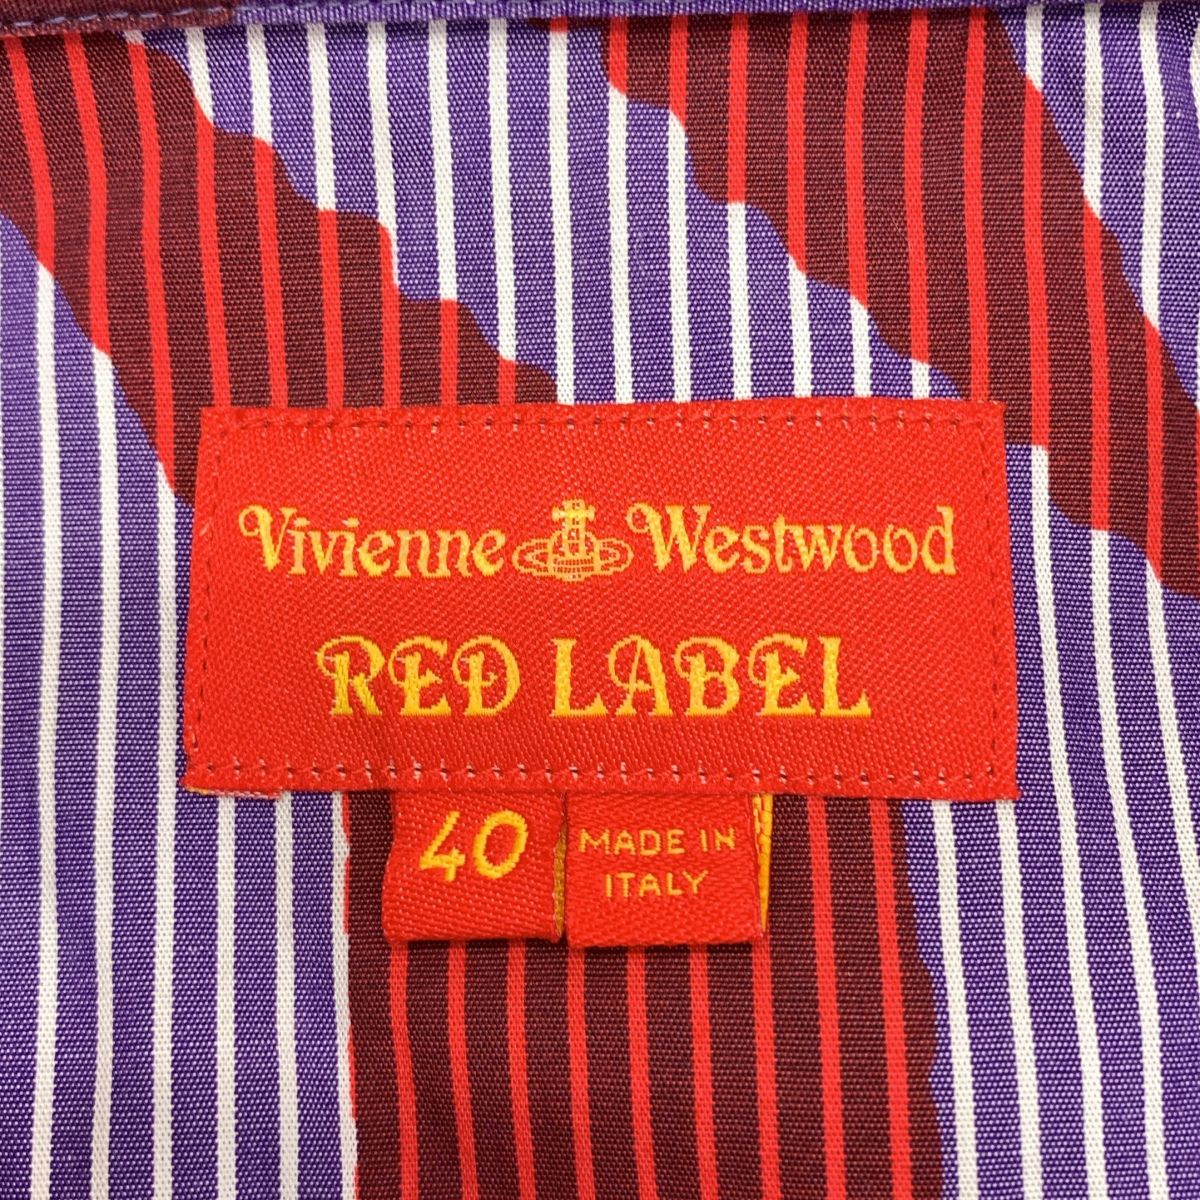 Vivienne Westwood
RED LABEL
40
MADE IN
ITALY